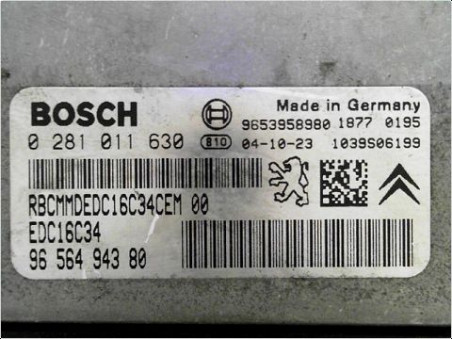 BOSCH
Made in Germany
9653958980 1877 0195
0 281 011 630 810 04-10-23 1039S06199
RBCMMDEDC16C34CEM 00
EDC16C34
96 564 943 80